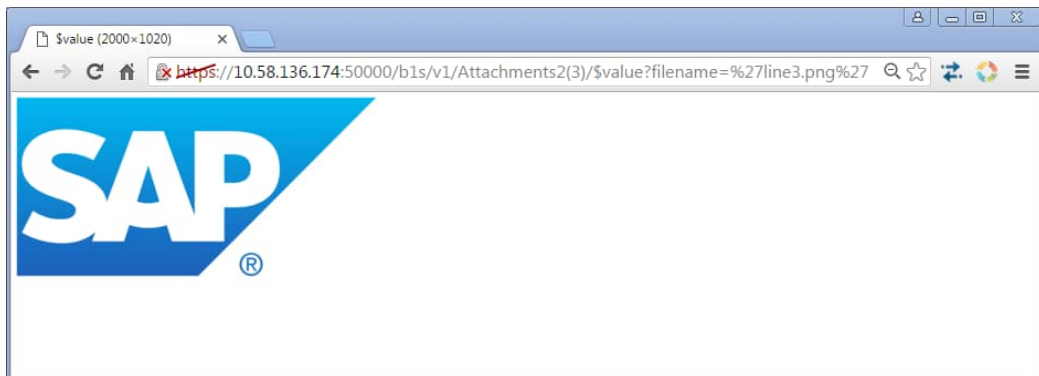 $value (2000×1020)
https://10.58.136.174:50000/b1s/v1/Attachments2(3)/$value?filename=%27line3.png%27
SAP
®